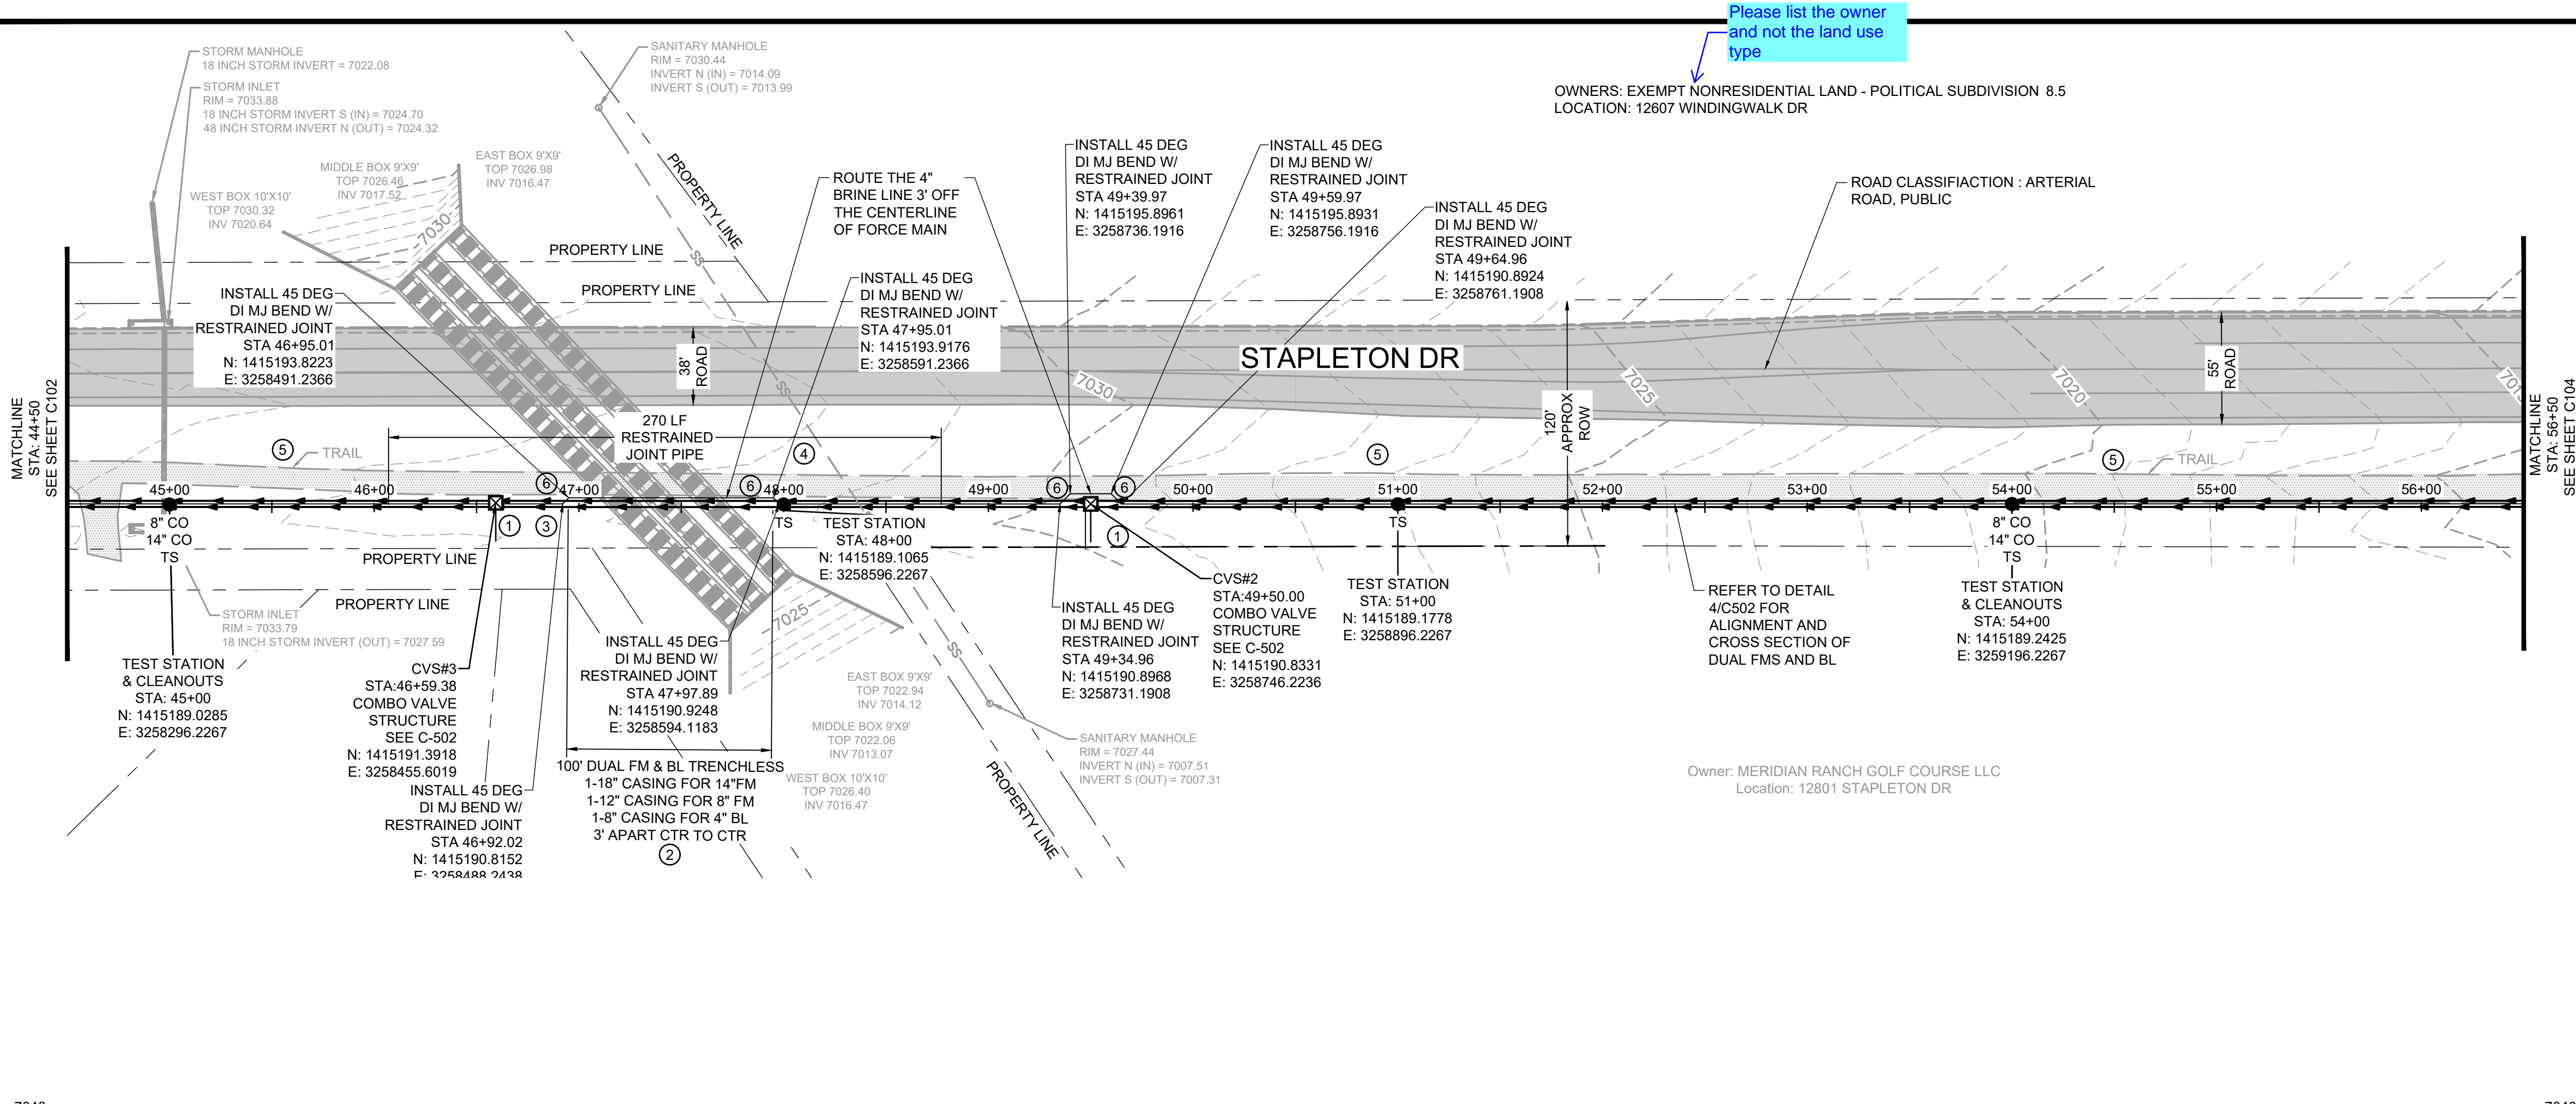 Please list the owner
and not the land use
type
OWNERS: EXEMPT NONRESIDENTIAL LAND - POLITICAL SUBDIVISION 8.5
LOCATION: 12607 WINDINGWALK DR
STORM MANHOLE
18 INCH STORM INVERT = 7022.08
STORM INLET
RIM = 7033.88
18 INCH STORM INVERT S (IN) = 7024.70
48 INCH STORM INVERT N (OUT) = 7024.32
SANITARY MANHOLE
RIM = 7030.44
INVERT N (IN) = 7014.09
INVERT S (OUT) = 7013.99
WEST BOX 10'X10'
TOP 7030.32
INV 7020.64
MIDDLE BOX 9'X9'
TOP 7026.46
INV 7017.52
EAST BOX 9'X9'
TOP 7026.98
INV 7016.47
7030
PROPERTY LINE
PROPERTY LINE
PROPERTY LINE
SS
SS
ROUTE THE 4"
BRINE LINE 3' OFF
THE CENTERLINE
OF FORCE MAIN
INSTALL 45 DEG
DI MJ BEND W/
RESTRAINED JOINT
STA 49+39.97
N: 1415195.8961
E: 3258736.1916
INSTALL 45 DEG
DI MJ BEND W/
RESTRAINED JOINT
STA 49+59.97
N: 1415195.8931
E: 3258756.1916
INSTALL 45 DEG
DI MJ BEND W/
RESTRAINED JOINT
STA 49+64.96
N: 1415190.8924
E: 3258761.1908
ROAD CLASSIFIACTION : ARTERIAL
ROAD, PUBLIC
INSTALL 45 DEG
DI MJ BEND W/
RESTRAINED JOINT
STA 46+95.01
N: 1415193.8223
E: 3258491.2366
INSTALL 45 DEG
DI MJ BEND W/
RESTRAINED JOINT
STA 47+95.01
N: 1415193.9176
E: 3258591.2366
38'
ROAD
STAPLETON DR
7030
7025
7020
55'
ROAD
120'
APPROX
ROW
MATCHLINE
STA: 44+50
SEE SHEET C102
MATCHLINE
STA: 56+50
SEE SHEET C104
270 LF
RESTRAINED
JOINT PIPE
5
TRAIL
4
5
5
TRAIL
6
6
6
6
45+00
46+00
47+00
48+00
49+00
50+00
51+00
52+00
53+00
54+00
55+00
56+00
1
3
1
8" CO
14" CO
TS
TEST STATION
& CLEANOUTS
STA: 45+00
N: 1415189.0285
E: 3258296.2267
STORM INLET
RIM = 7033.79
18 INCH STORM INVERT (OUT) = 7027.59
PROPERTY LINE
PROPERTY LINE
CVS#3
STA:46+59.38
COMBO VALVE
STRUCTURE
SEE C-502
N: 1415191.3918
E: 3258455.6019
INSTALL 45 DEG
DI MJ BEND W/
RESTRAINED JOINT
STA 46+92.02
N: 1415190.8152
E: 3258488.2438
INSTALL 45 DEG
DI MJ BEND W/
RESTRAINED JOINT
STA 47+97.89
N: 1415190.9248
E: 3258594.1183
100' DUAL FM & BL TRENCHLESS
1-18" CASING FOR 14"FM
1-12" CASING FOR 8" FM
1-8" CASING FOR 4" BL
3' APART CTR TO CTR
2
7025
TS
TEST STATION
STA: 48+00
N: 1415189.1065
E: 3258596.2267
EAST BOX 9'X9'
TOP 7022.94
INV 7014.12
MIDDLE BOX 9'X9'
TOP 7022.06
INV 7013.07
WEST BOX 10'X10'
TOP 7026.40
INV 7016.47
SS
SANITARY MANHOLE
RIM = 7027.44
INVERT N (IN) = 7007.51
INVERT S (OUT) = 7007.31
PROPERTY LINE
INSTALL 45 DEG
DI MJ BEND W/
RESTRAINED JOINT
STA 49+34.96
N: 1415190.8968
E: 3258731.1908
CVS#2
STA:49+50.00
COMBO VALVE
STRUCTURE
SEE C-502
N: 1415190.8331
E: 3258746.2236
TS
TEST STATION
STA: 51+00
N: 1415189.1778
E: 3258896.2267
REFER TO DETAIL
4/C502 FOR
ALIGNMENT AND
CROSS SECTION OF
DUAL FMS AND BL
8" CO
14" CO
TS
TEST STATION
& CLEANOUTS
STA: 54+00
N: 1415189.2425
E: 3259196.2267
Owner: MERIDIAN RANCH GOLF COURSE LLC
Location: 12801 STAPLETON DR